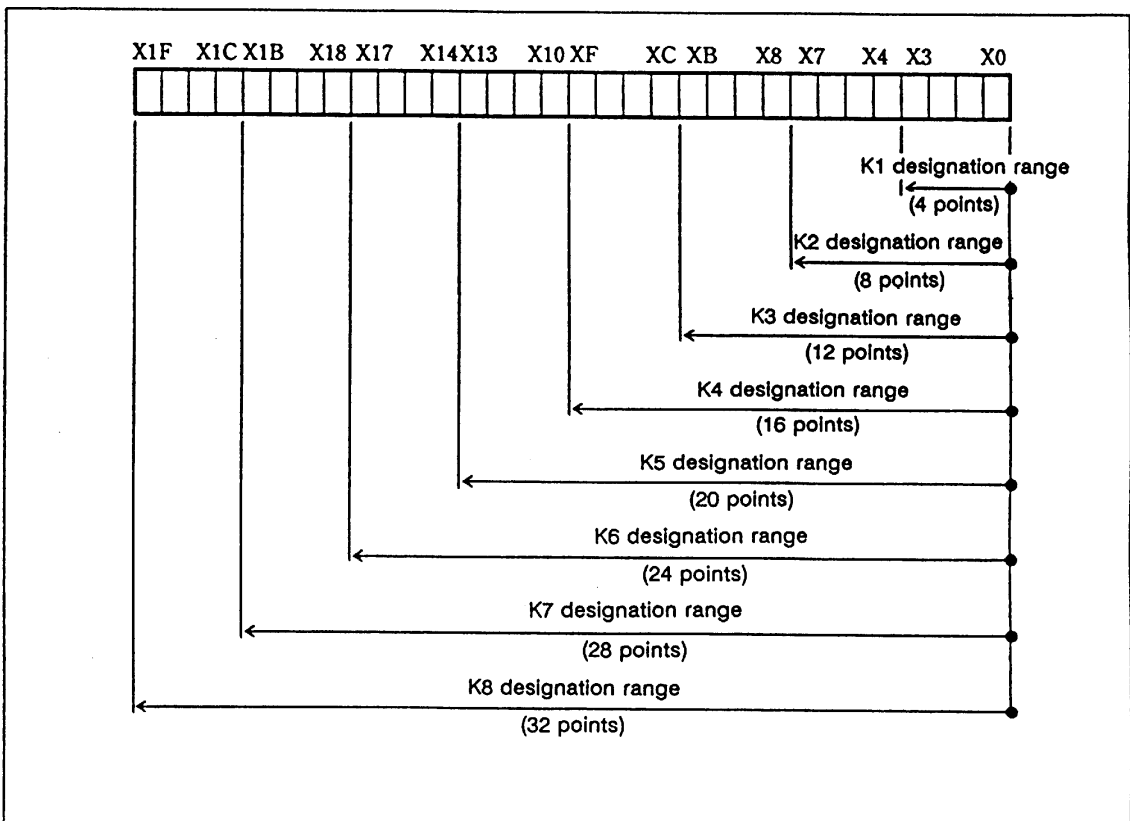 X1F X1C X1B X18 X17 X14 X13 X10 XF XC XB X8 X7 X4 X3 X0
K1 designation range
(4 points)
K2 designation range
(8 points)
K3 designation range
(12 points)
K4 designation range
(16 points)
K5 designation range
(20 points)
K6 designation range
(24 points)
K7 designation range
(28 points)
K8 designation range
(32 points)